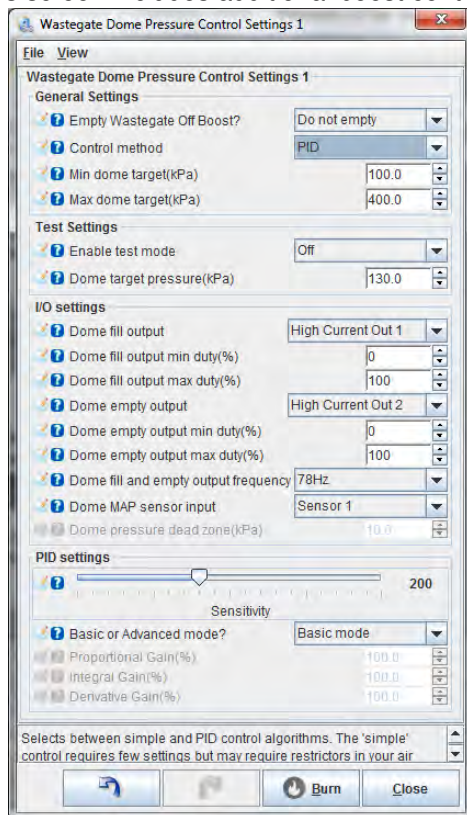 Wastegate Dome Pressure Control Settings 1
File View
Wastegate Dome Pressure Control Settings 1
General Settings
Empty Wastegate Off Boost? Do not empty
Control method PID
Min dome target(kPa) 100.0
Max dome target(kPa) 400.0
Test Settings
Enable test mode Off
Dome target pressure(kPa) 130.0
I/O settings
Dome fill output High Current Out 1
Dome fill output min duty(%) 0
Dome fill output max duty(%) 100
Dome empty output High Current Out 2
Dome empty output min duty(%) 0
Dome empty output max duty(%) 100
Dome fill and empty output frequency 78Hz
Dome MAP sensor input Sensor 1
Dome pressure dead zone(kPa) 10.0
PID settings
200
Sensitivity
Basic or Advanced mode? Basic mode
Proportional Gain(%) 100.0
Integral Gain(%) 100.0
Derivative Gain(%) 100.0
Selects between simple and PID control algorithms. The 'simple'
control requires few settings but may require restrictors in your air
Burn Close